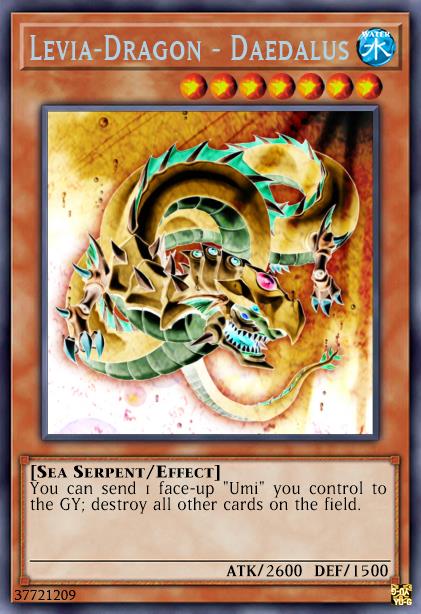 Levia-Dragon - Daedalus
WATER
水
[Sea Serpent/Effect]
You can send 1 face-up "Umi" you control to
the GY; destroy all other cards on the field.
ATK/2600 DEF/1500
37721209